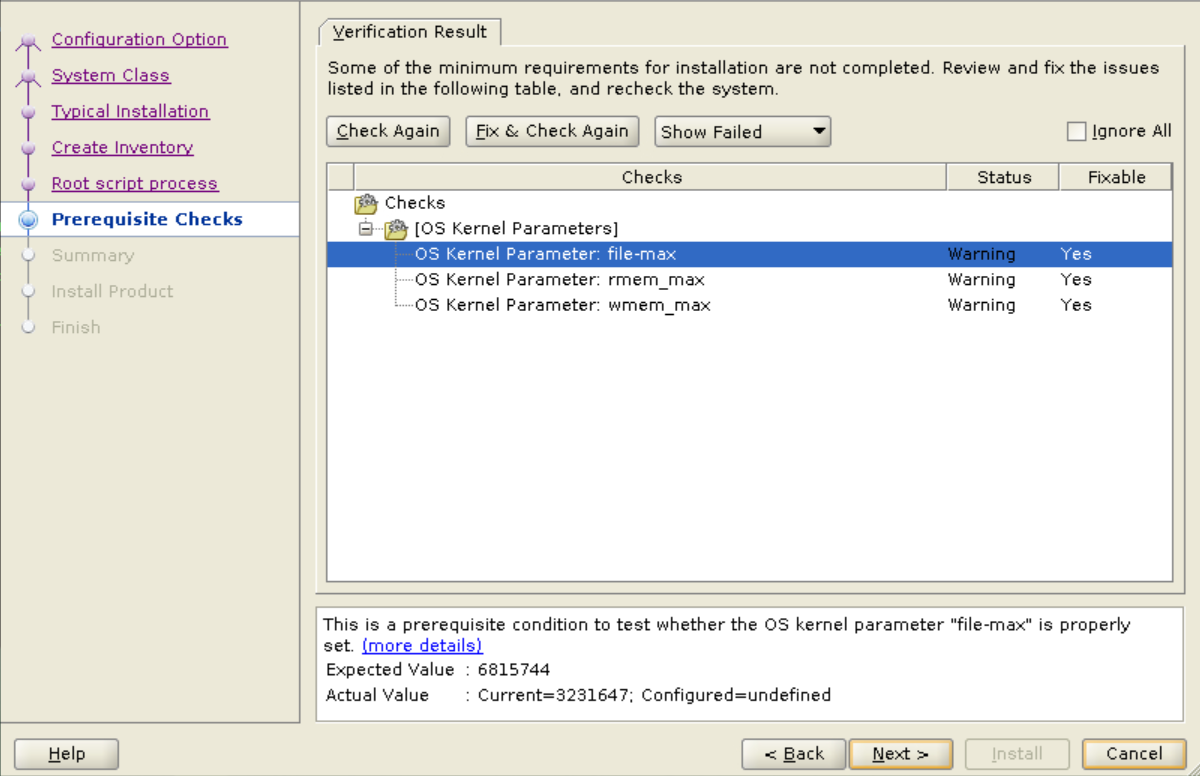 Configuration Option
System Class
Typical Installation
Create Inventory
Root script process
Prerequisite Checks
Summary
Install Product
Finish
Verification Result
Some of the minimum requirements for installation are not completed. Review and fix the issues
listed in the following table, and recheck the system.
Check Again Fix & Check Again Show Failed Ignore All
Checks Status Fixable
Checks
[OS Kernel Parameters]
OS Kernel Parameter: file-max Warning Yes
OS Kernel Parameter: rmem_max Warning Yes
OS Kernel Parameter: wmem_max Warning Yes
This is a prerequisite condition to test whether the OS kernel parameter "file-max" is properly
set. (more details)
Expected Value : 6815744
Actual Value : Current=3231647; Configured=undefined
Help < Back Next > Install Cancel